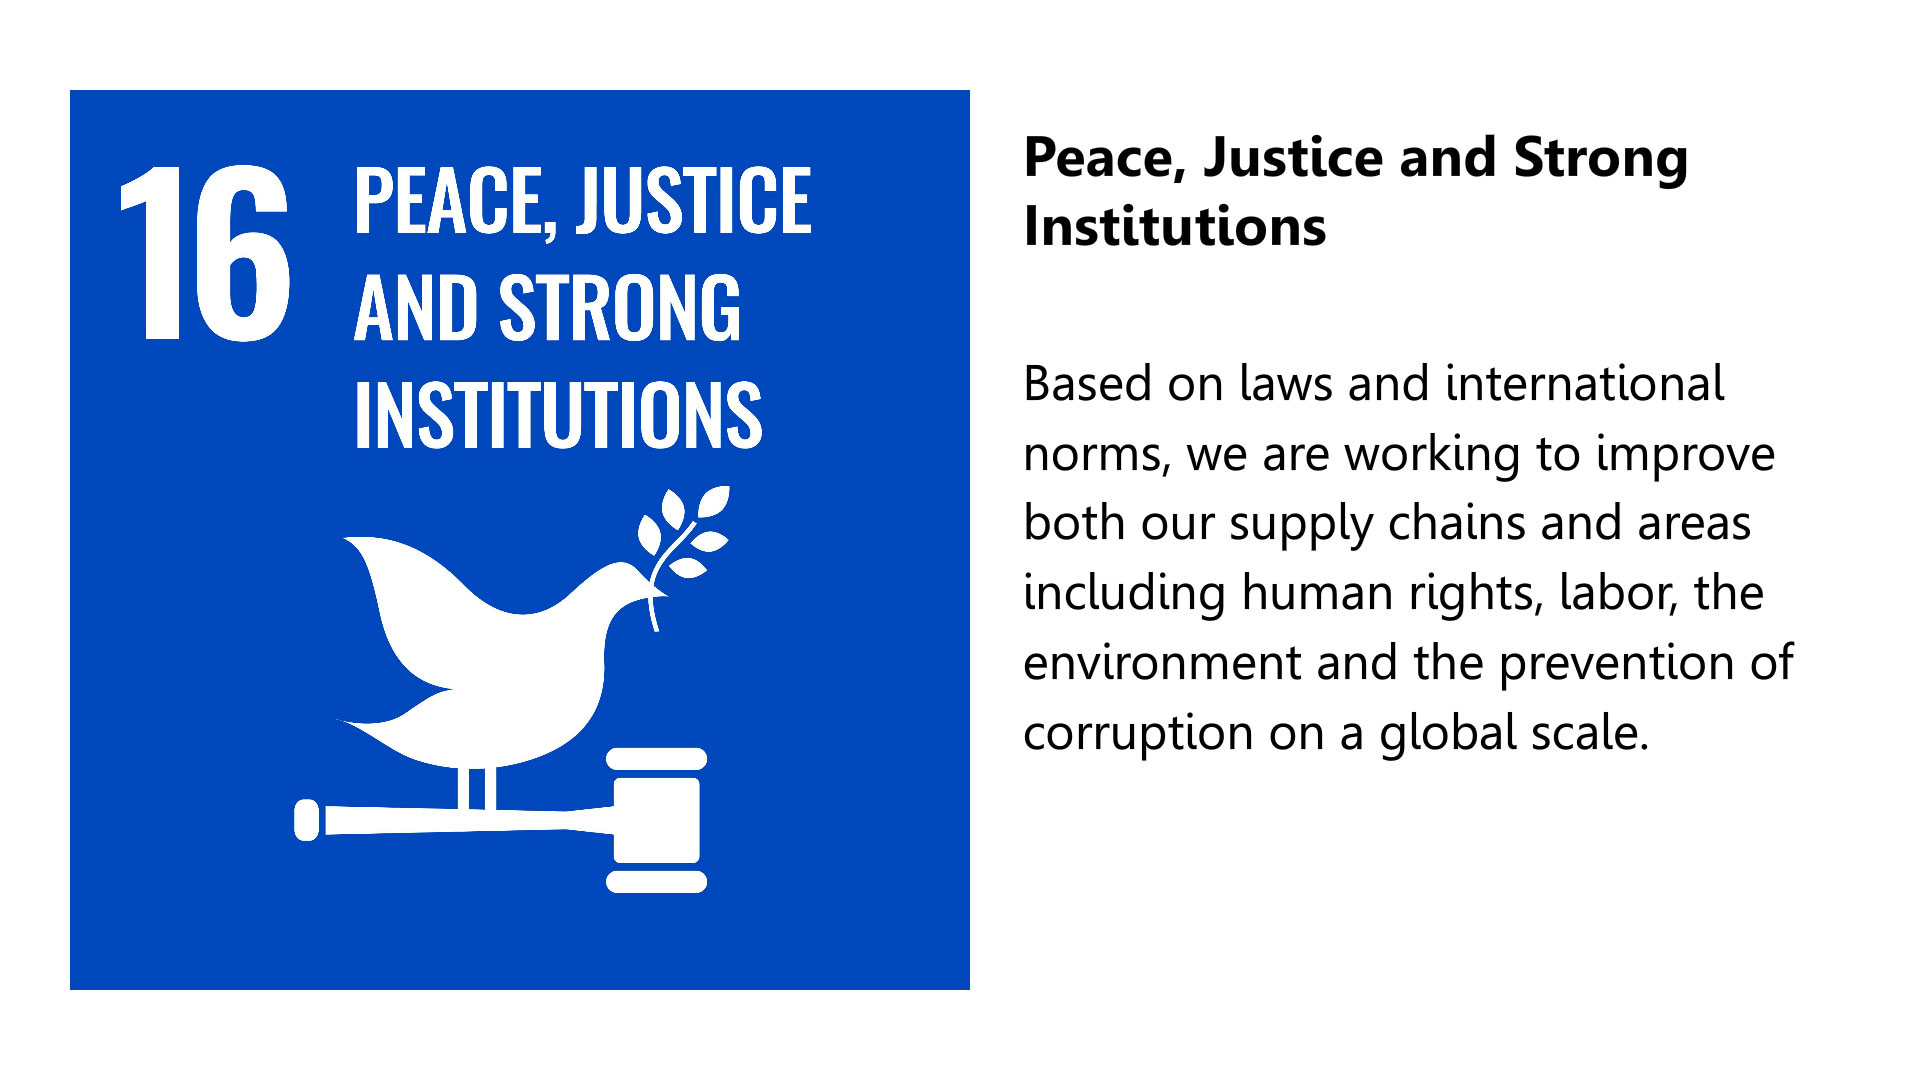 16
PEACE, JUSTICE
AND STRONG
INSTITUTIONS
Peace, Justice and Strong
Institutions
Based on laws and international
norms, we are working to improve
both our supply chains and areas
including human rights, labor, the
environment and the prevention of
corruption on a global scale.